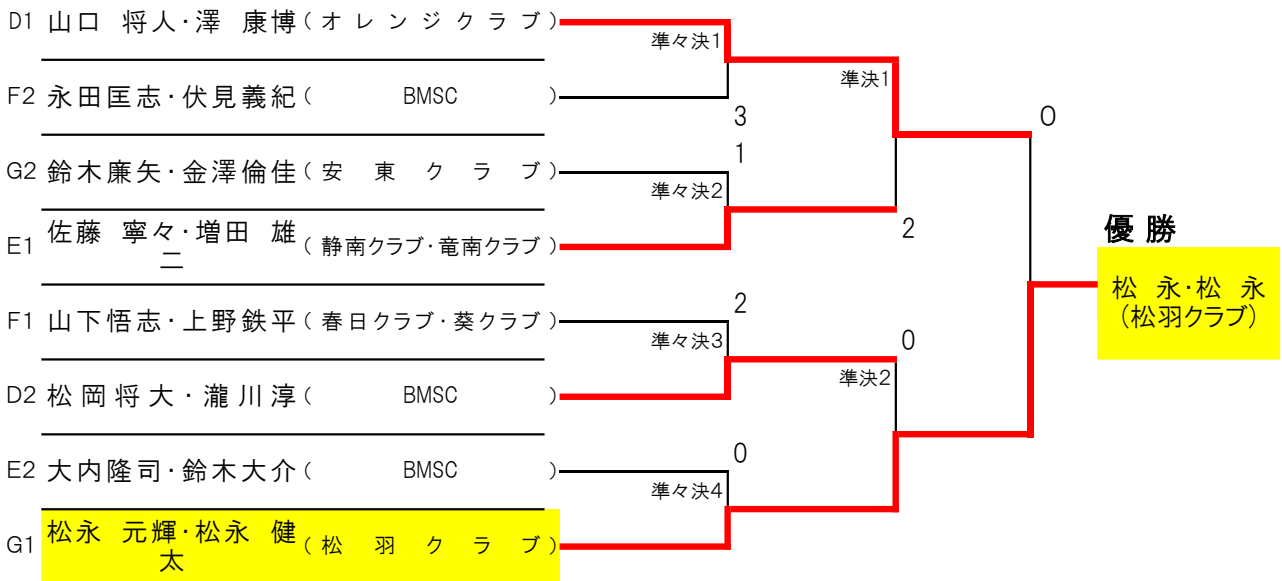 D1 山口 将人・澤 康博 (オレンジクラブ)
準々決1
F2 永田匡志・伏見義紀 ( BMSC )
3
準決1
0
1
G2 鈴木廉矢・金澤倫佳 (安東クラブ)
準々決2
E1 佐藤 寧々・増田 雄
二 (静南クラブ・竜南クラブ)
2
優勝
松 永・松 永
(松羽クラブ)
F1 山下悟志・上野鉄平 (春日クラブ・葵クラブ)
2
準々決3
0
準決2
D2 松岡将大・瀧川淳 ( BMSC )
E2 大内隆司・鈴木大介 ( BMSC )
0
準々決4
G1 松永 元輝・松永 健
太 (松羽クラブ)